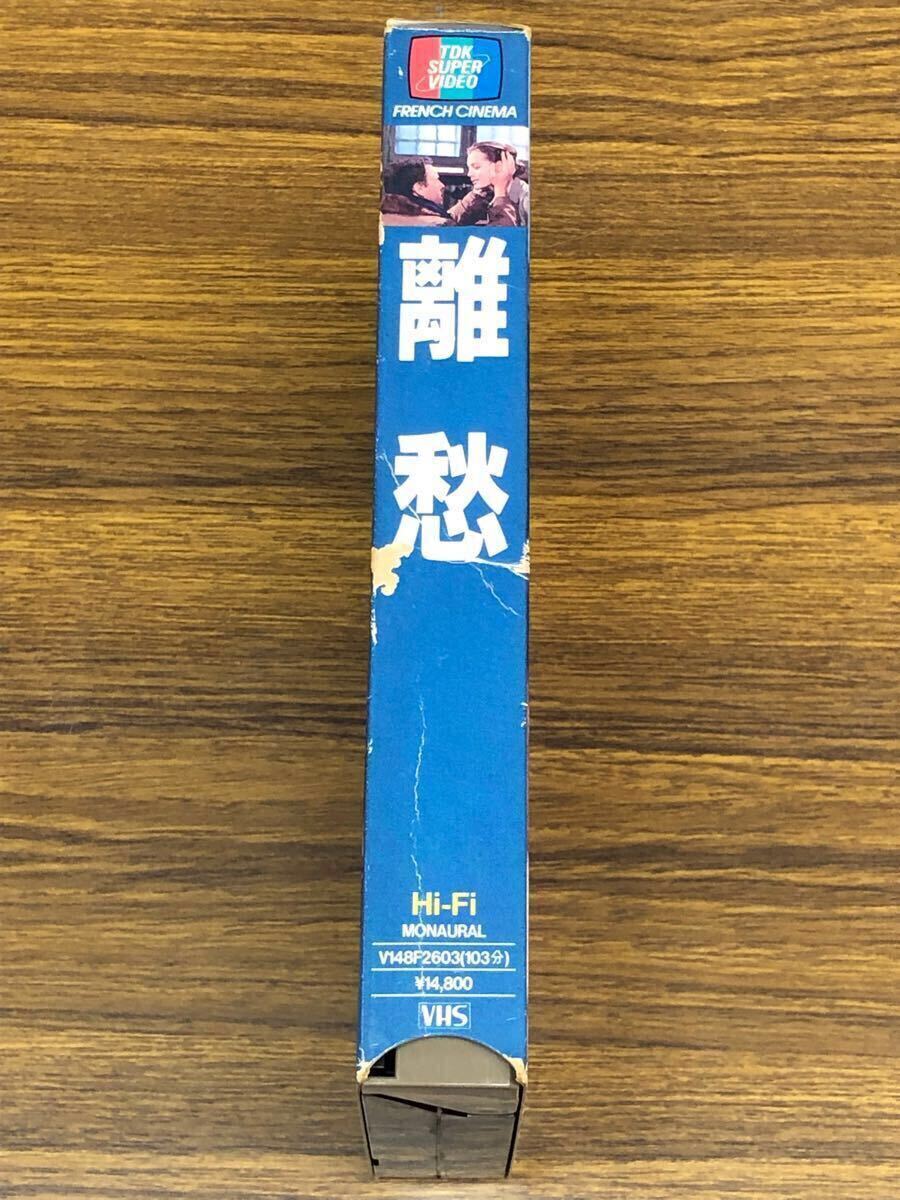 TDK
SUPER
VIDEO
FRENCH CINEMA
離愁
Hi-Fi
MONAURAL
V148F2603(103分)
¥14,800
VHS